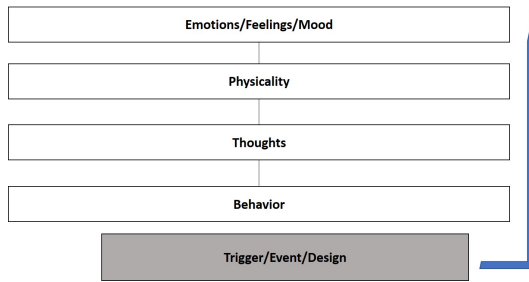 Emotions/Feelings/Mood
Physicality
Thoughts
Behavior
Trigger/Event/Design